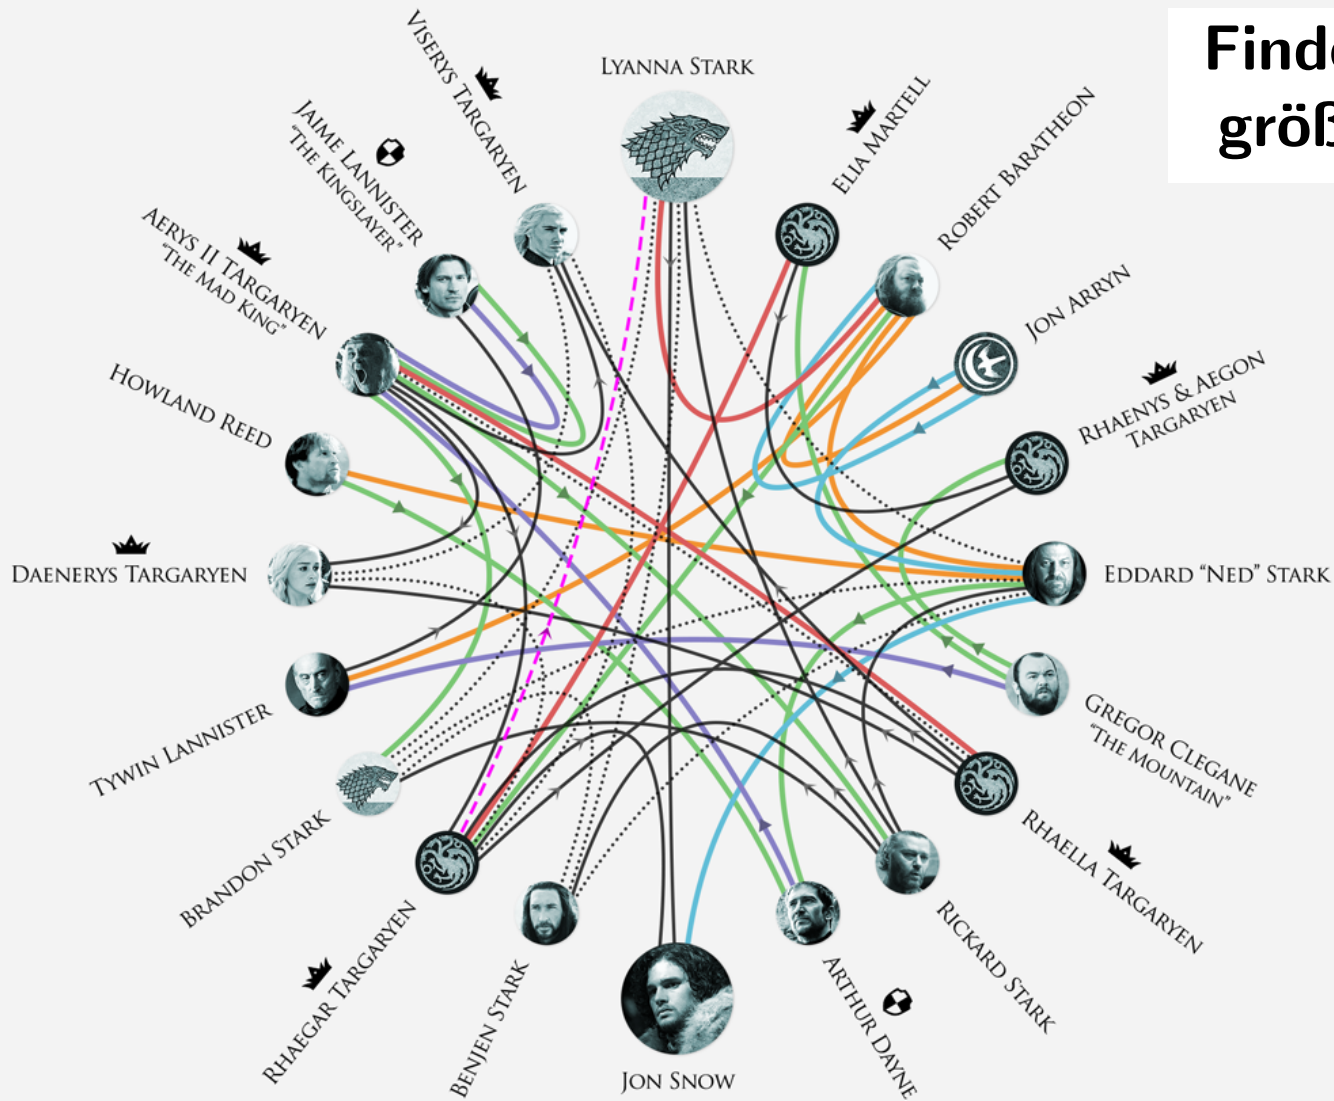 Finde
größ
LYANNA STARK
ELIA MARTELL
ROBERT BARATHEON
JON ARRYN
RHAENYS & AEGON
TARGARYEN
EDDARD “NED” STARK
GREGOR CLEGANE
“THE MOUNTAIN”
RHAELLA TARGARYEN
RICKARD STARK
ARTHUR DAYNE
JON SNOW
BENJEN STARK
RHAEGAR TARGARYEN
BRANDON STARK
TYWIN LANNISTER
DAENERYS TARGARYEN
HOWLAND REED
AERYS II TARGARYEN
“THE MAD KING”
JAIME LANNISTER
“THE KINGSLAYER”
VISERYS TARGARYEN